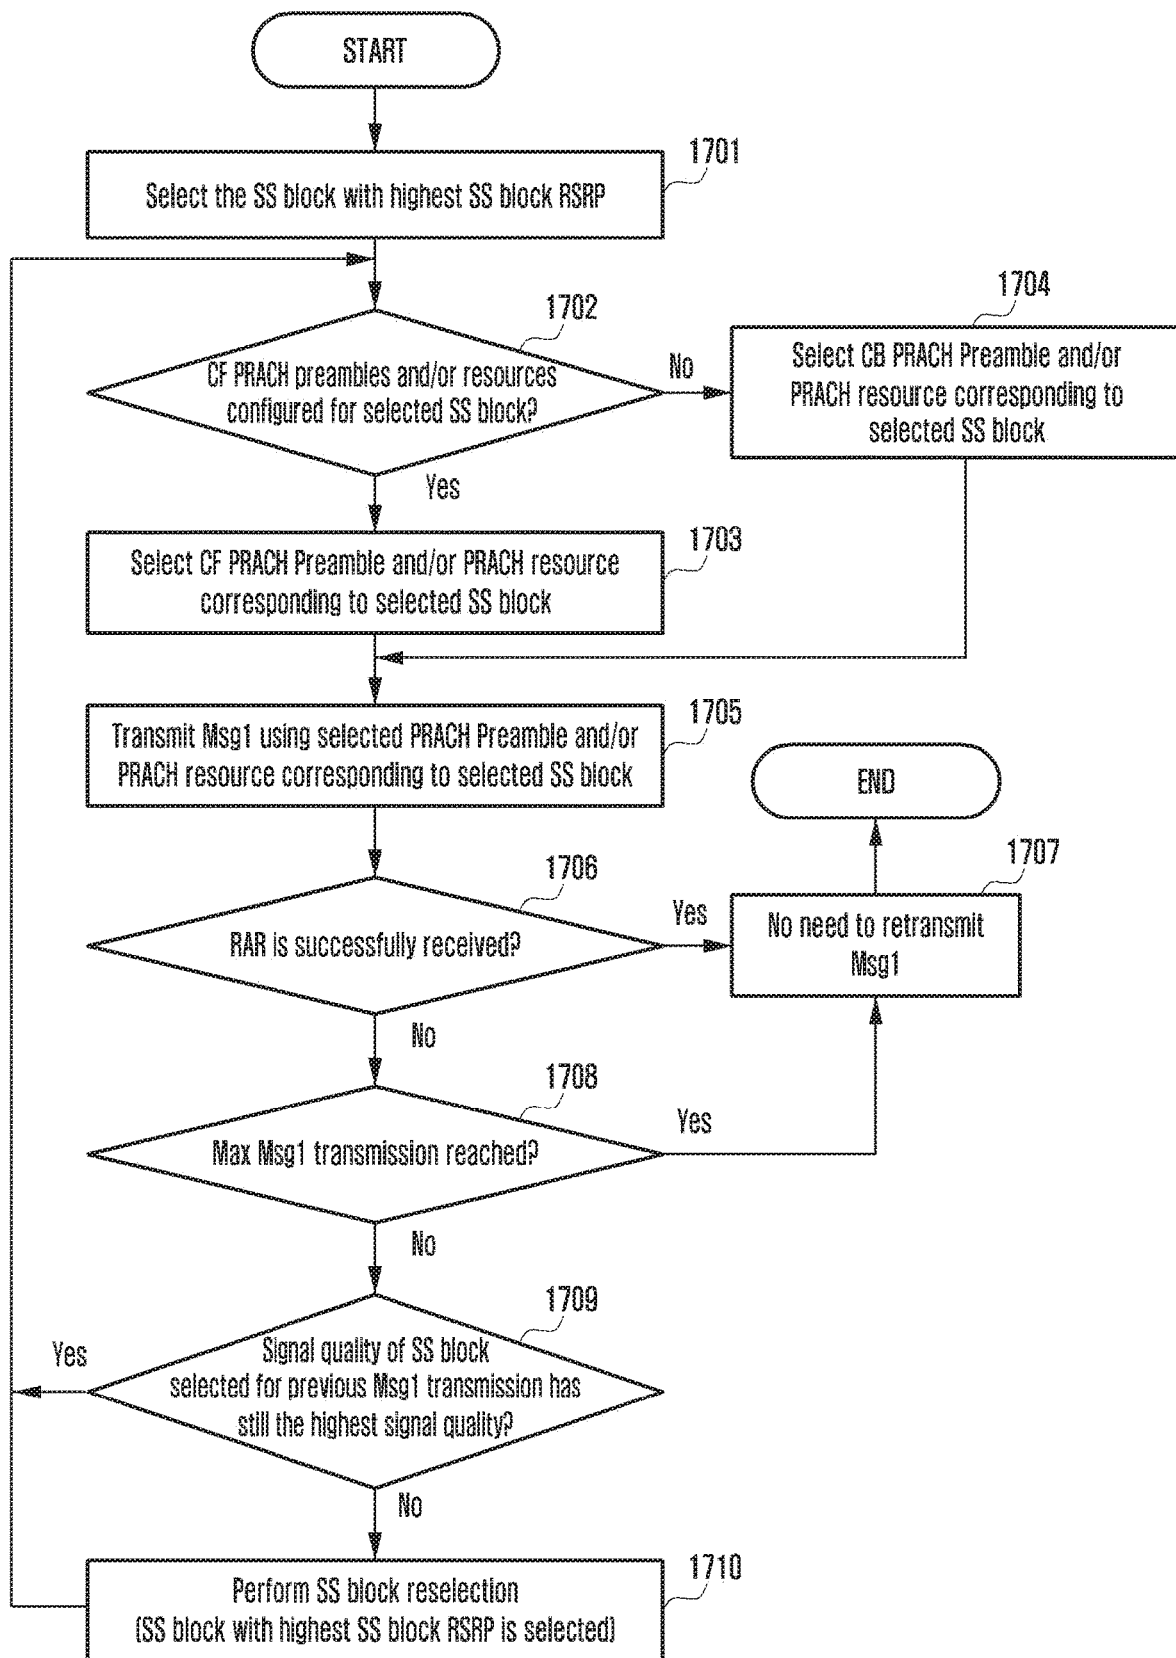 START
1701
Select the SS block with highest SS block RSRP
1702
CF PRACH preambles and/or resources
configured for selected SS block?
No
1704
Select CB PRACH Preamble and/or
PRACH resource corresponding to
selected SS block
Yes
1703
Select CF PRACH Preamble and/or PRACH resource
corresponding to selected SS block
1705
Transmit Msg1 using selected PRACH Preamble and/or
PRACH resource corresponding to selected SS block
END
1706
RAR is successfully received?
Yes
1707
No need to retransmit
Msg1
No
1708
Max Msg1 transmission reached?
Yes
No
1709
Signal quality of SS block
selected for previous Msg1 transmission has
still the highest signal quality?
Yes
No
1710
Perform SS block reselection
(SS block with highest SS block RSRP is selected)